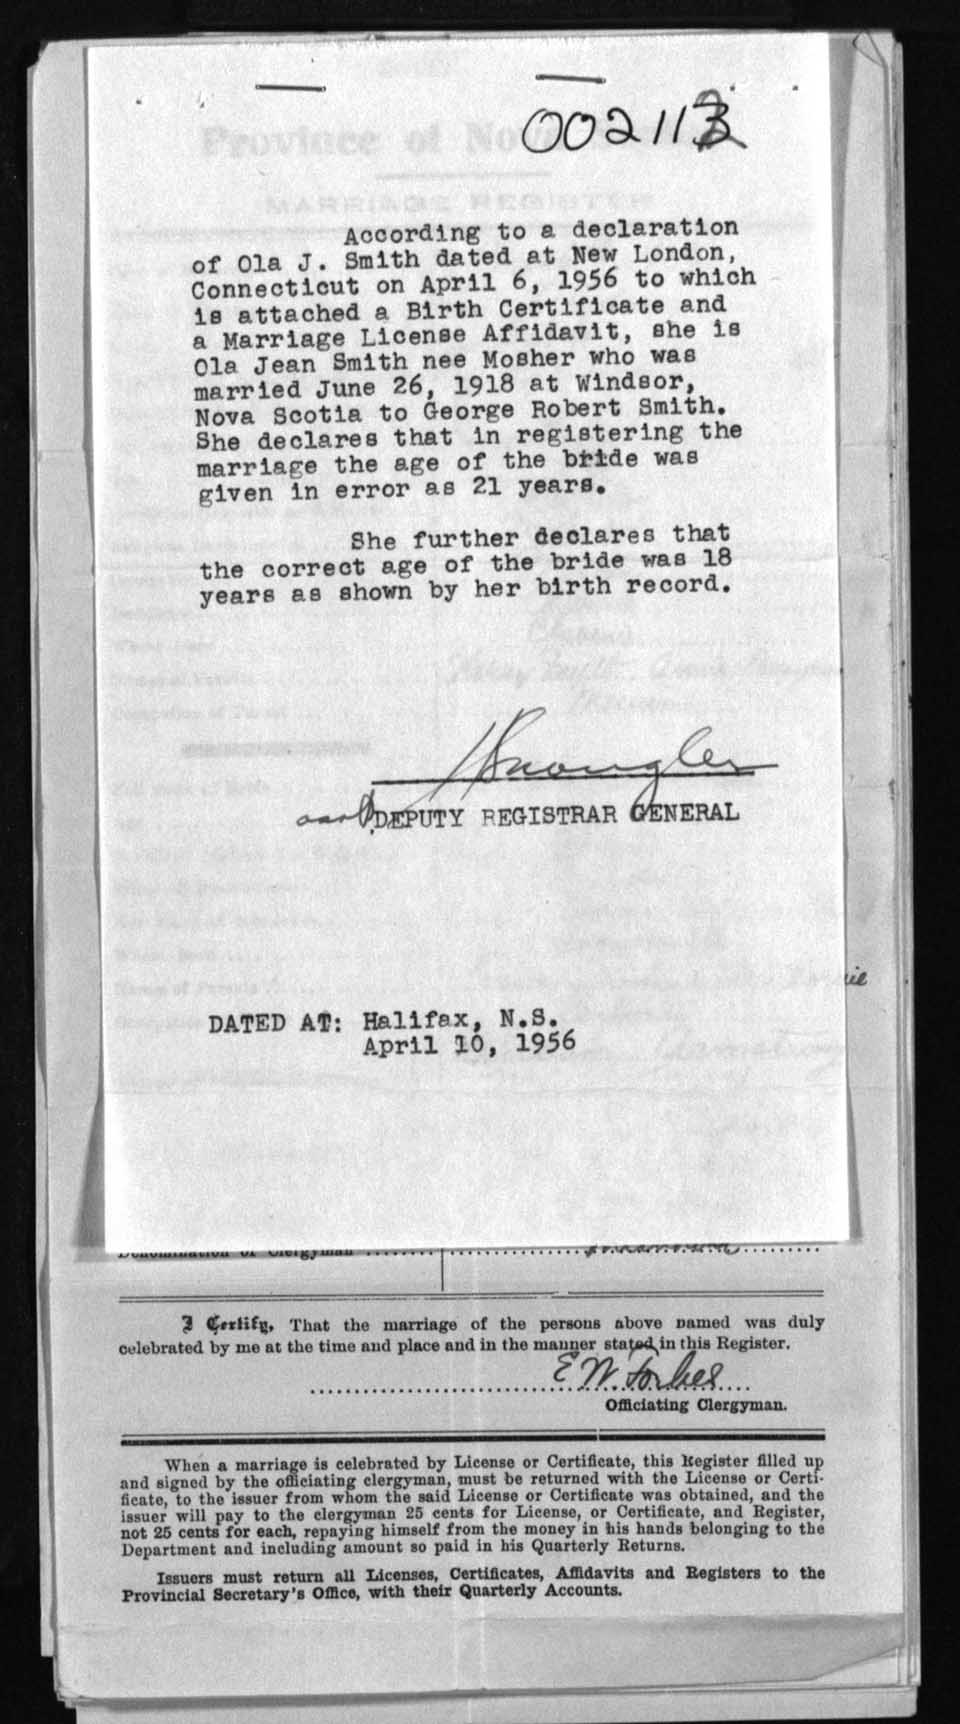 Province of Nov
MARRIAGE REGISTER
According to a declaration
of Ola J. Smith dated at New London,
Connecticut on April 6, 1956 to which
is attached a Birth Certificate and
a Marriage License Affidavit, she is
Ola Jean Smith nee Mosher who was
married June 26, 1918 at Windsor,
Nova Scotia to George Robert Smith.
She declares that in registering the
marriage the age of the bride was
given in error as 21 years.
She further declares that
the correct age of the bride was 18
years as shown by her birth record.
DEPUTY REGISTRAR GENERAL
DATED AT: Halifax, N.S.
April 10, 1956
Denomination of Clergyman
I Certify, That the marriage of the persons above named was duly
celebrated by me at the time and place and in the manner stated in this Register.
E W Forbes
Officiating Clergyman.
When a marriage is celebrated by License or Certificate, this Register filled up
and signed by the officiating clergyman, must be returned with the License or Certi-
ficate, to the issuer from whom the said License or Certificate was obtained, and the
issuer will pay to the clergyman 25 cents for License, or Certificate, and Register,
not 25 cents for each, repaying himself from the money in his hands belonging to the
Department and including amount so paid in his Quarterly Returns.
Issuers must return all Licenses, Certificates, Affidavits and Registers to the
Provincial Secretary's Office, with their Quarterly Accounts.